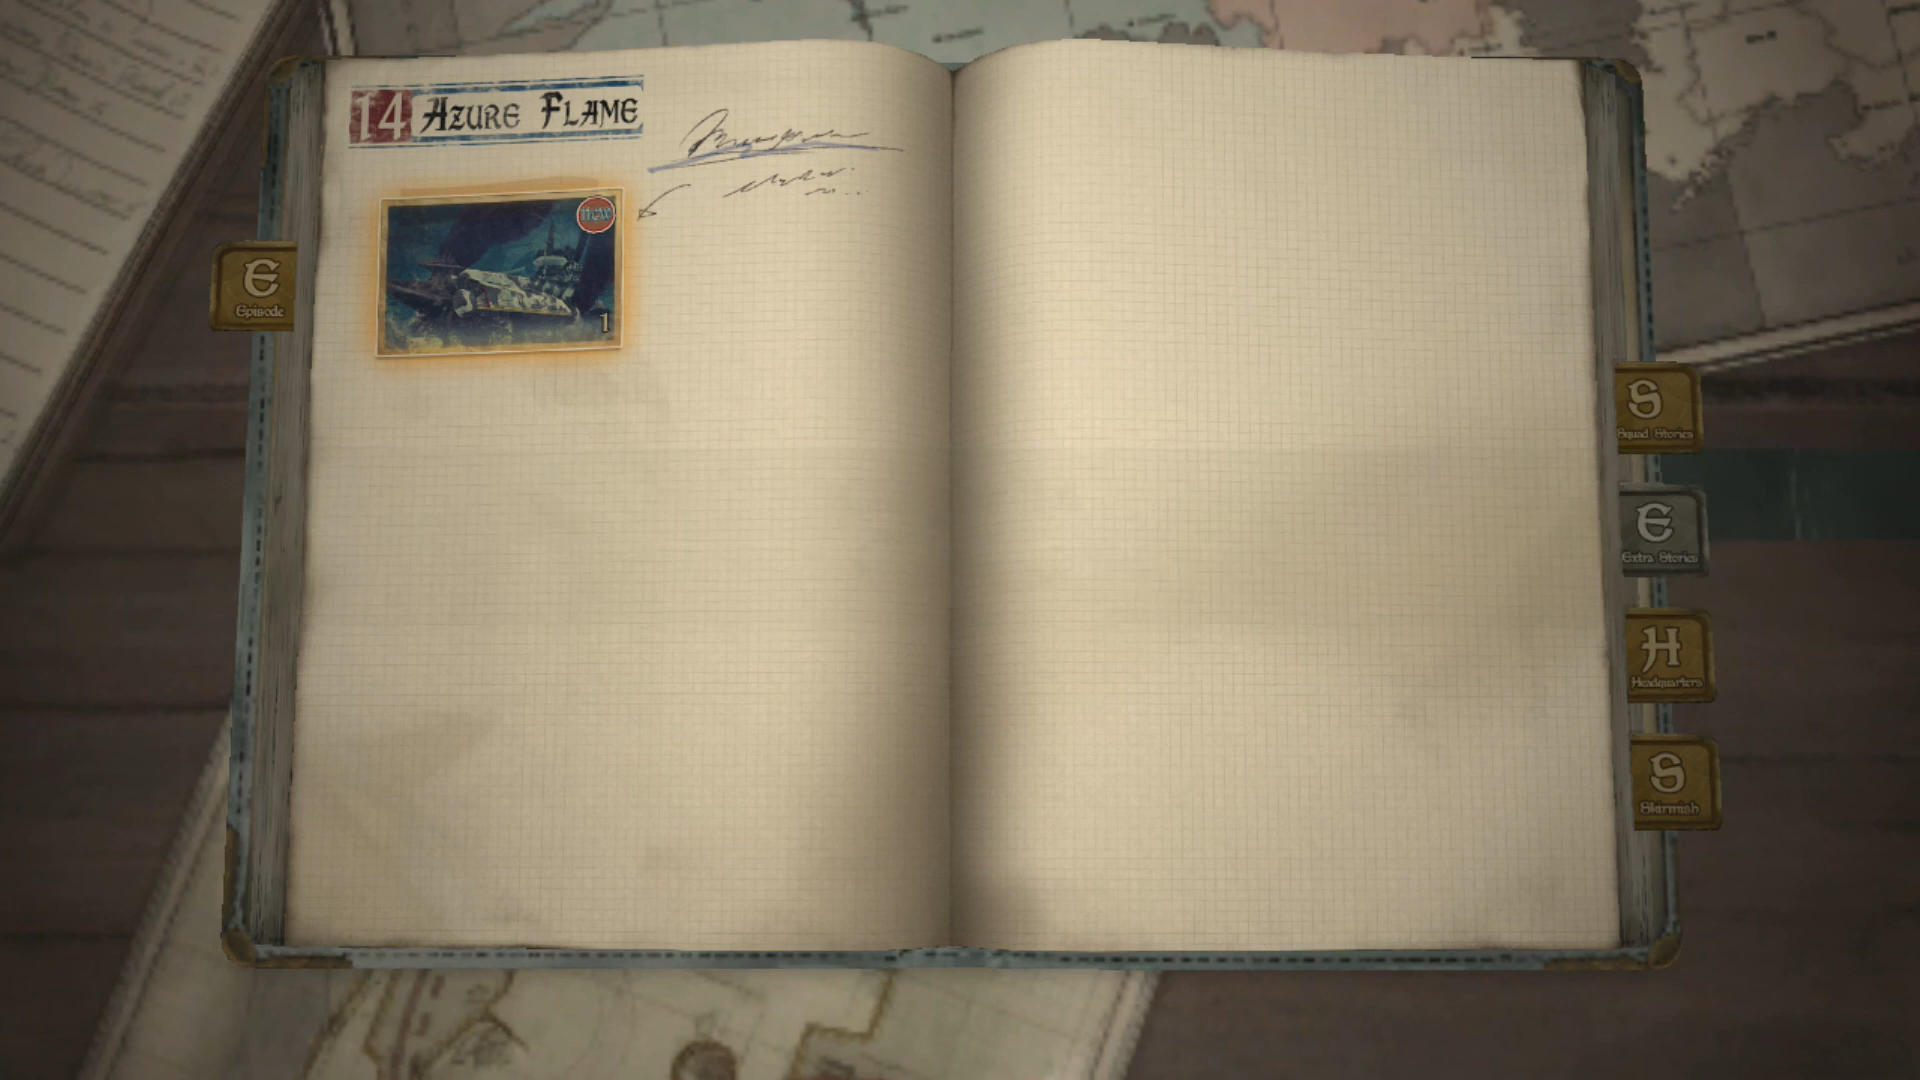 14 AZURE FLAME
new
1
E
Episode
S
Squad Stories
E
Extra Stories
H
Headquarters
S
Skirmish